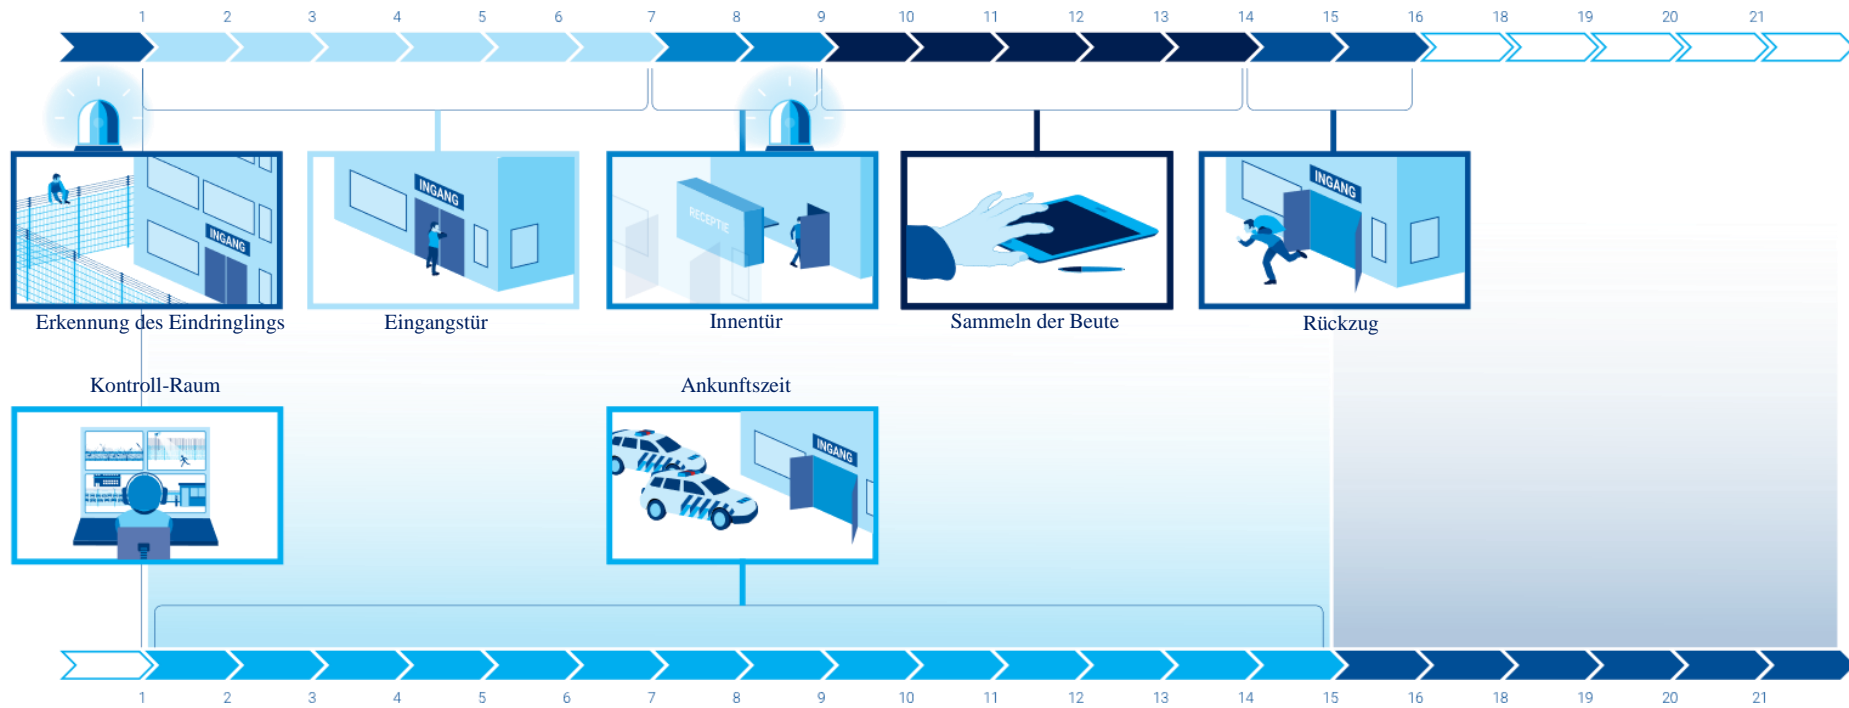 1 2 3 4 5 6 7 8 9 10 11 12 13 14 15 16 18 19 20 21
INGANG
INGANG
RECEPTIE
INGANG
Erkennung des Eindringlings
Eingangstür
Innentür
Sammeln der Beute
Rückzug
Kontroll-Raum
Ankunftszeit
INGANG
1 2 3 4 5 6 7 8 9 10 11 12 13 14 15 16 18 19 20 21